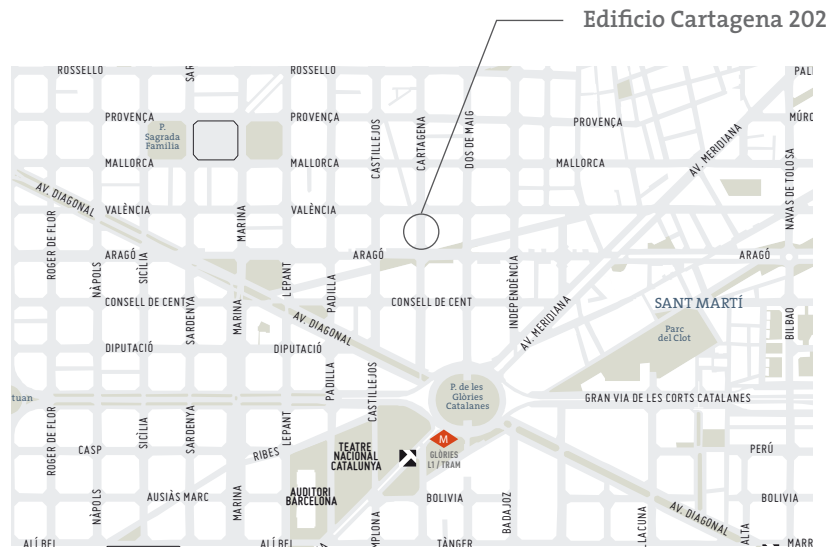 Edificio Cartagena 202
ROSSELLO
ROSSELLO
PROVENÇA
PROVENÇA
PROVENÇA
P.
Sagrada
Familia
CASTILLEJOS
CARTAGENA
DOS DE MAIG
AV. MERIDIANA
MALLORCA
MALLORCA
MALLORCA
NAVAS DE TOLOSA
AV. DIAGONAL
VALÈNCIA
VALÈNCIA
ROGER DE FLOR
MARINA
ARAGÓ
ARAGÓ
ARAGÓ
NÀPOLS
SICÍLIA
LEPANT
PADILLA
INDEPENDÈNCIA
CONSELL DE CENT
CONSELL DE CENT
SANT MARTÍ
SARDENYA
MARINA
AV. DIAGONAL
AV. MERIDIANA
BILBAO
Parc
del Clot
DIPUTACIÓ
DIPUTACIÓ
PADILLA
CASTILLEJOS
P. de les
Glòries
Catalanes
tuan
GRAN VIA DE LES CORTS CATALANES
ROGER DE FLOR
SICÍLIA
SARDENYA
LEPANT
CASP
RIBES
TEATRE
NACIONAL
CATALUNYA
M
GLÒRIES
L1 / TRAM
PERÚ
NÀPOLS
AUSIÀS MARC
MARINA
AUDITORI
BARCELONA
BOLIVIA
BADAJOZ
AV. DIAGONAL
BOLIVIA
TÀNGER